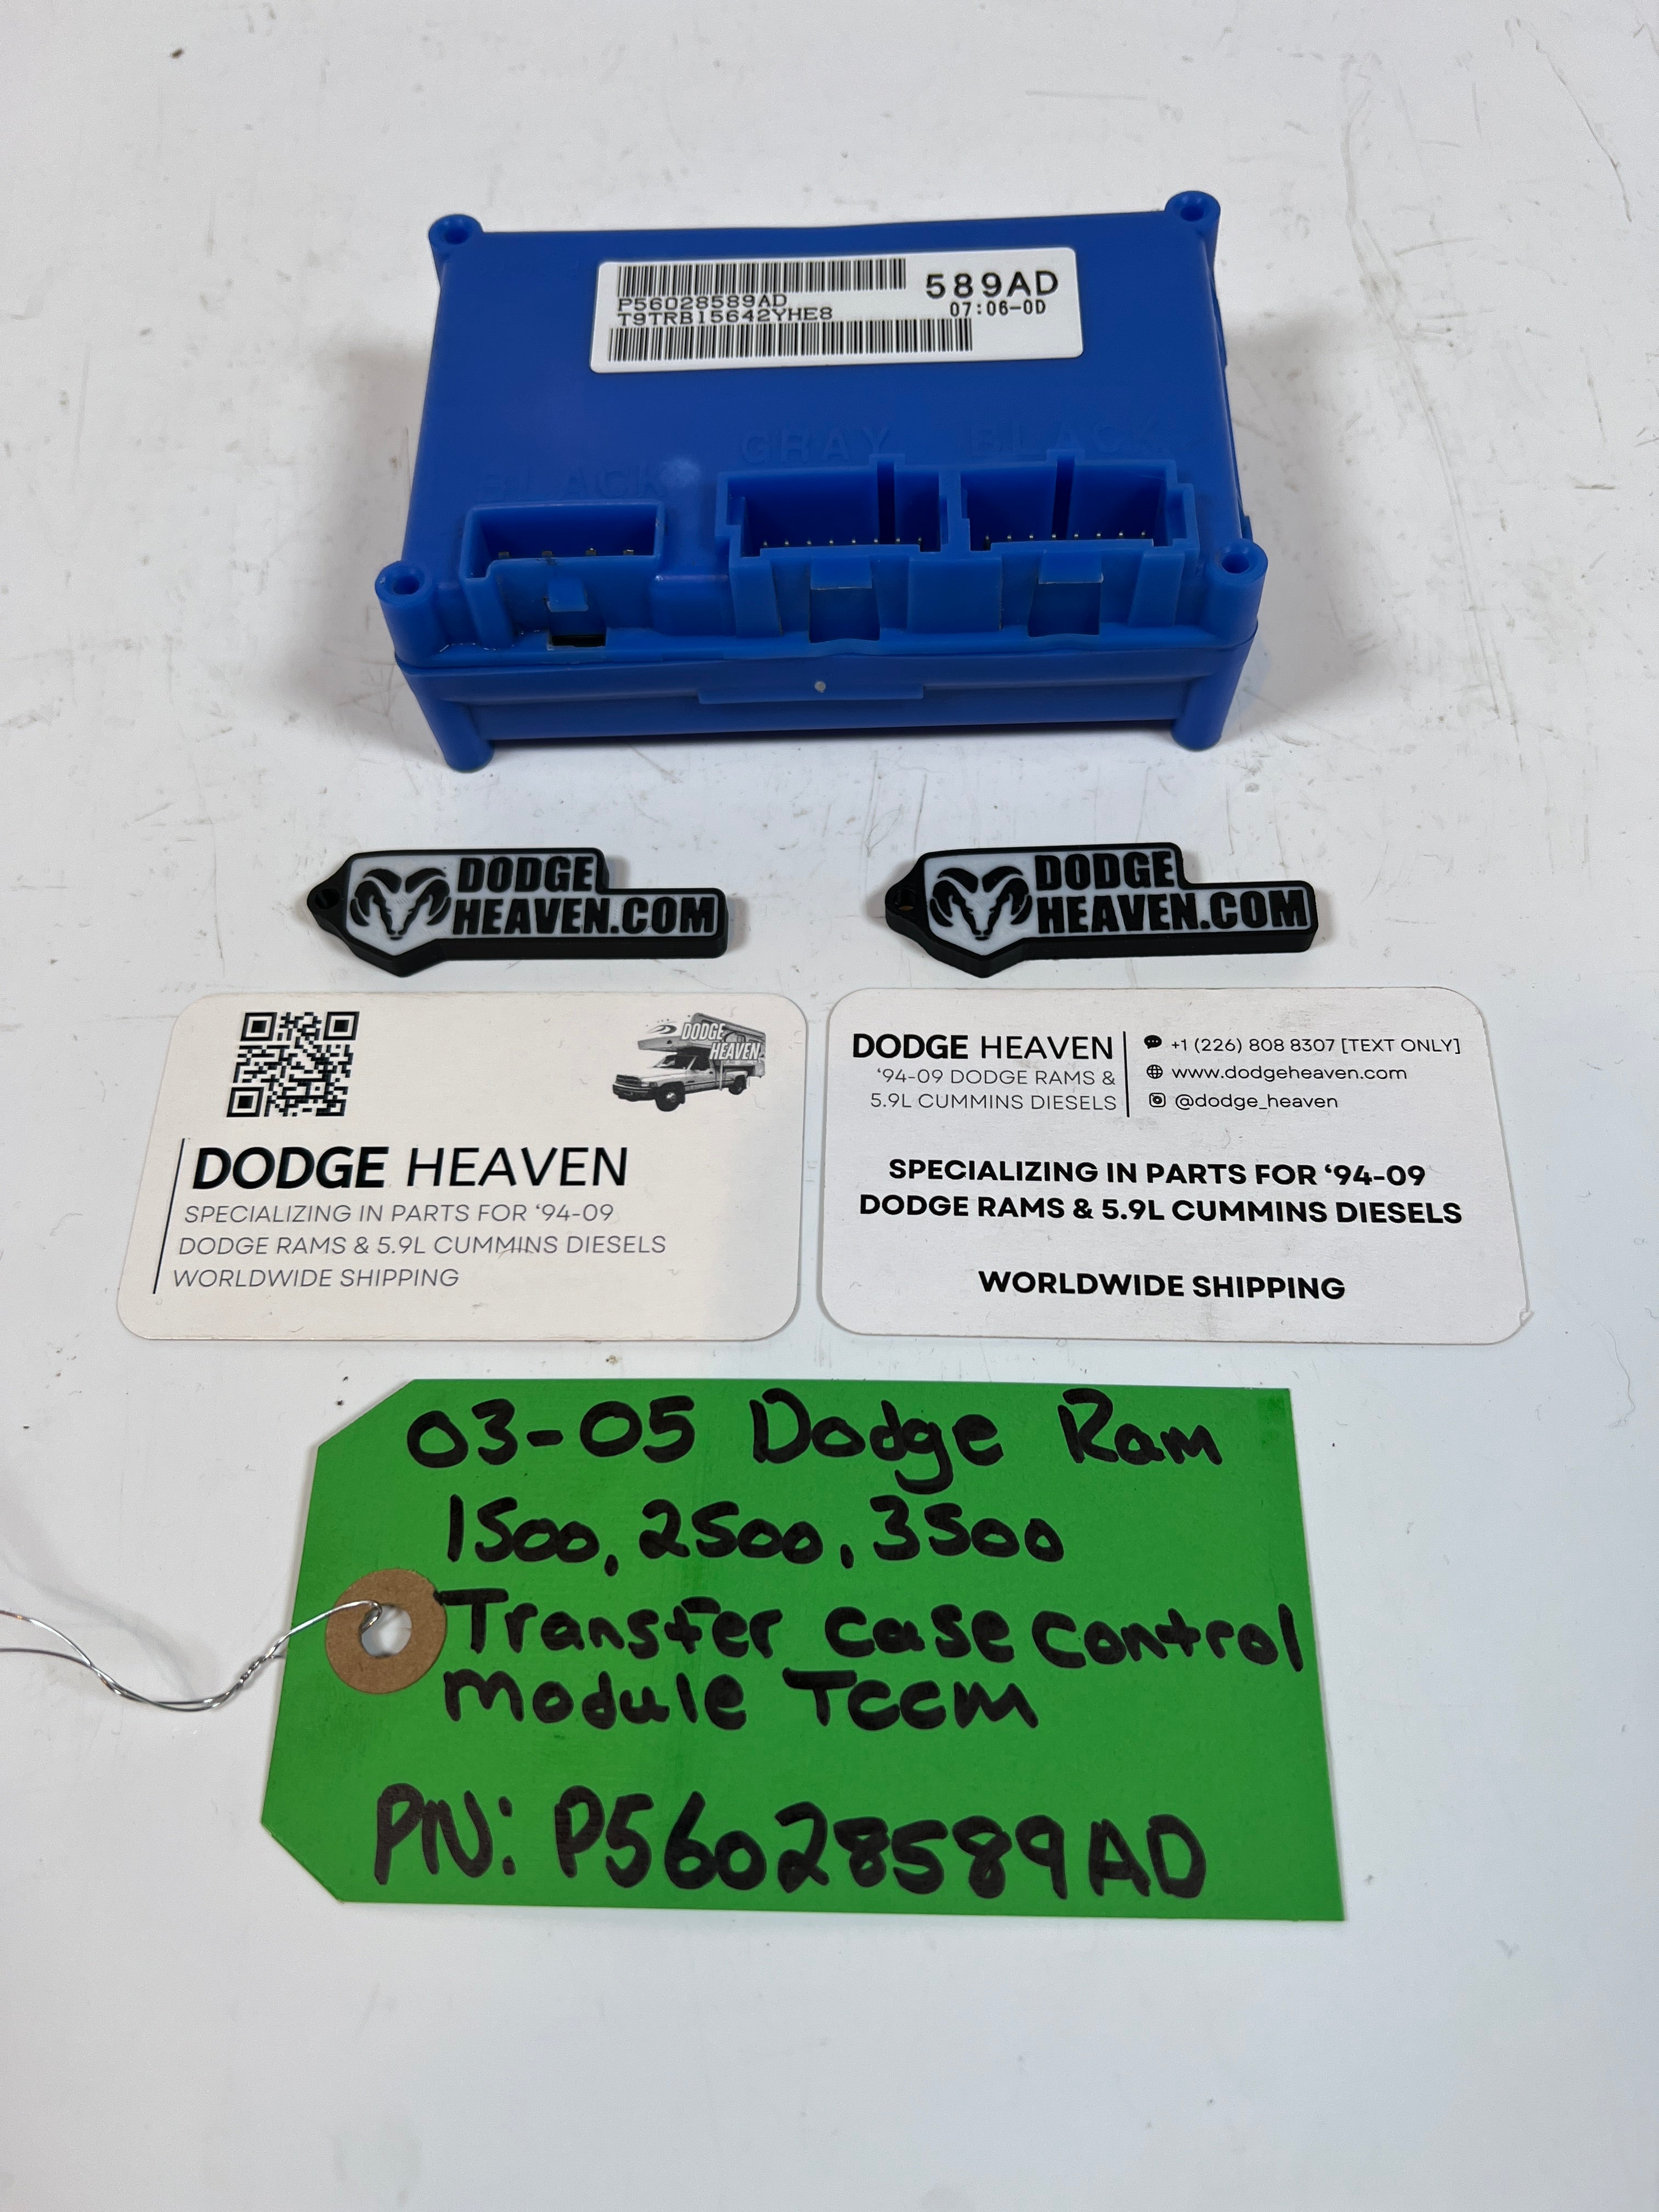 P56028589AD
T9TRB15642YHE8
589AD
07:06-0D
BLACK
GRAY
BLACK
DODGE
HEAVEN.COM
DODGE
HEAVEN.COM
DODGE
HEAVEN
DODGE HEAVEN
SPECIALIZING IN PARTS FOR ‘94-09
DODGE RAMS & 5.9L CUMMINS DIESELS
WORLDWIDE SHIPPING
DODGE HEAVEN
‘94-09 DODGE RAMS &
5.9L CUMMINS DIESELS
+1 (226) 808 8307 [TEXT ONLY]
www.dodgeheaven.com
@dodge_heaven
SPECIALIZING IN PARTS FOR ‘94-09
DODGE RAMS & 5.9L CUMMINS DIESELS
WORLDWIDE SHIPPING
03-05 Dodge Ram
1500, 2500, 3500
Transfer case control
Module TCCM
PN: P56028589AD